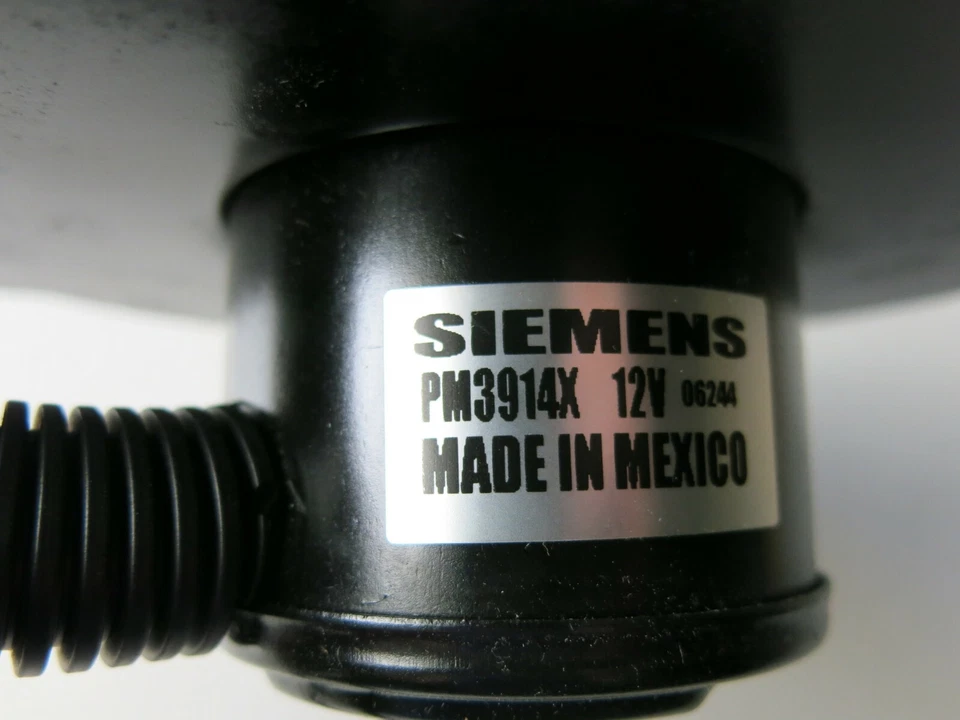 SIEMENS
PM3914X 12V 06244
MADE IN MEXICO